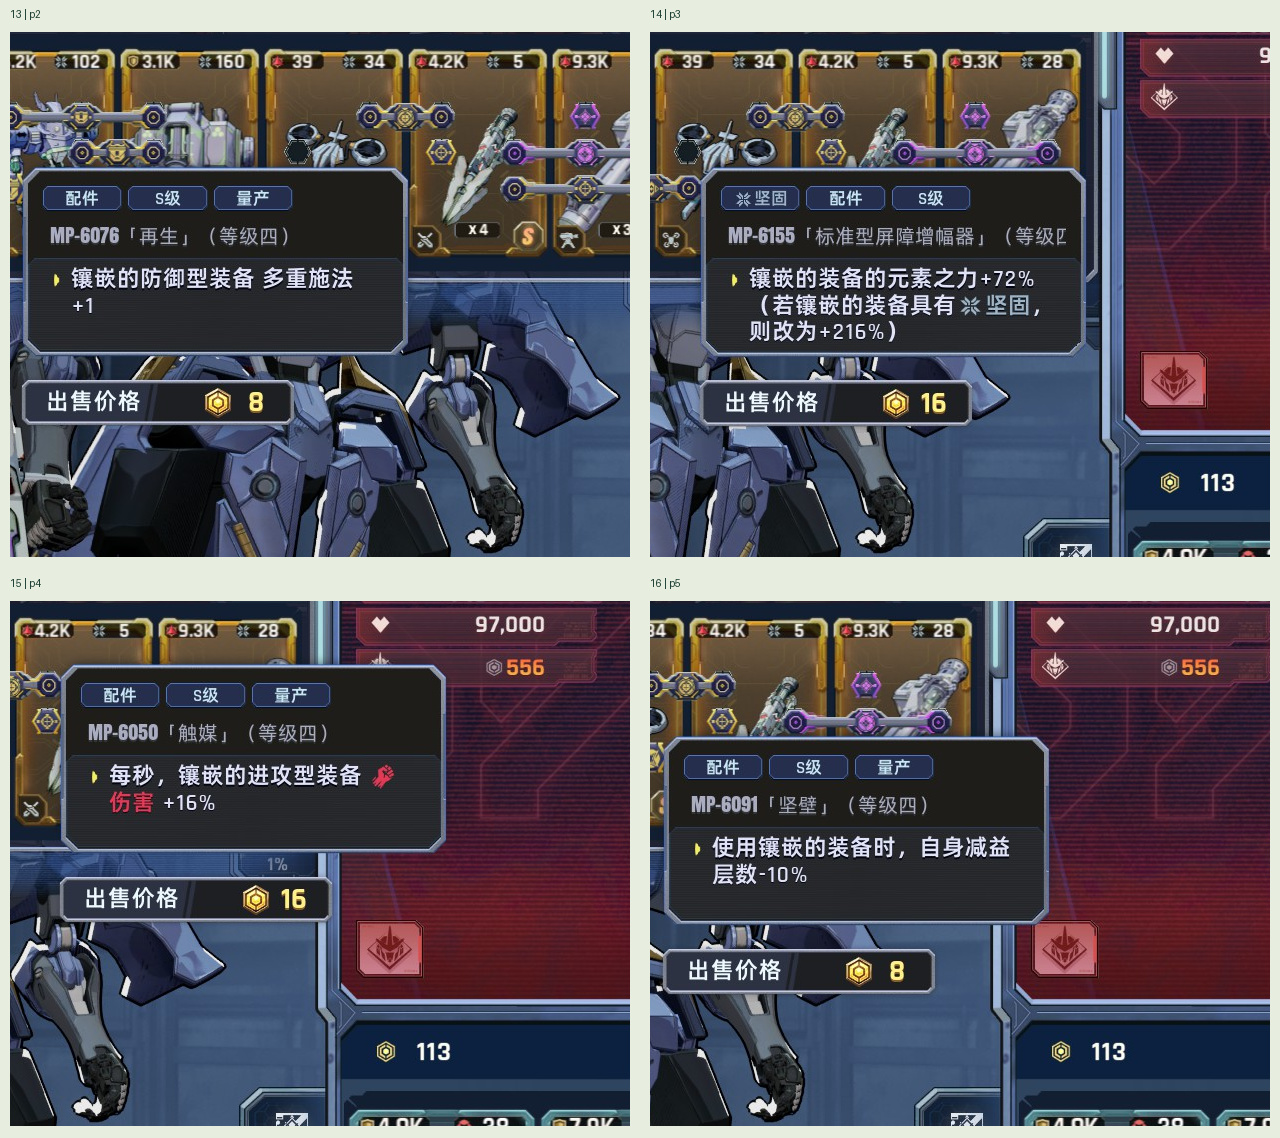 13|p2
.2K 102 3.1K 160 39 34 4.2K 5 9.3K
x4 S x3
配件 S级 量产
MP-6076「再生」（等级四）
镶嵌的防御型装备 多重施法
+1
出售价格 8
14|p3
39 34 4.2K 5 9.3K 28
9
坚固 配件 S级
MP-6155「标准型屏障增幅器」（等级
镶嵌的装备的元素之力+72%
（若镶嵌的装备具有 坚固，
则改为+216%）
出售价格 16
113
15|p4
4.2K 5 9.3K 28
97,000
556
配件 S级 量产
MP-6050「触媒」（等级四）
每秒，镶嵌的进攻型装备
伤害 +16%
1%
出售价格 16
113
16|p5
34 4.2K 5 9.3K 28
97,000
556
配件 S级 量产
MP-6091「坚壁」（等级四）
使用镶嵌的装备时，自身减益
层数-10%
出售价格 8
113